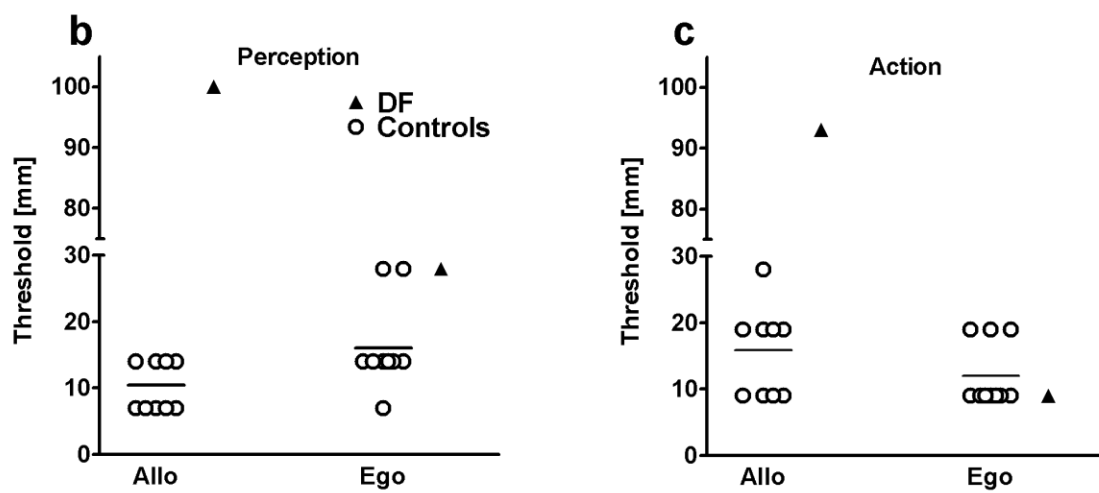 b
Perception
Threshold [mm]
100
90
80
30
20
10
0
DF
Controls
Allo
Ego
c
Action
Threshold [mm]
100
90
80
30
20
10
0
Allo
Ego